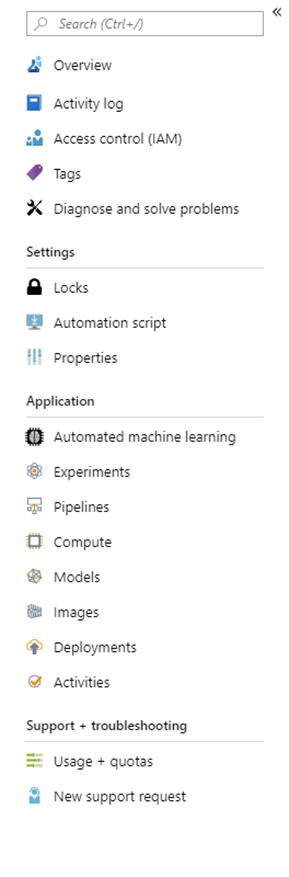 Search (Ctrl+/)
Overview
Activity log
Access control (IAM)
Tags
Diagnose and solve problems
Settings
Locks
Automation script
Properties
Application
Automated machine learning
Experiments
Pipelines
Compute
Models
Images
Deployments
Activities
Support + troubleshooting
Usage + quotas
New support request